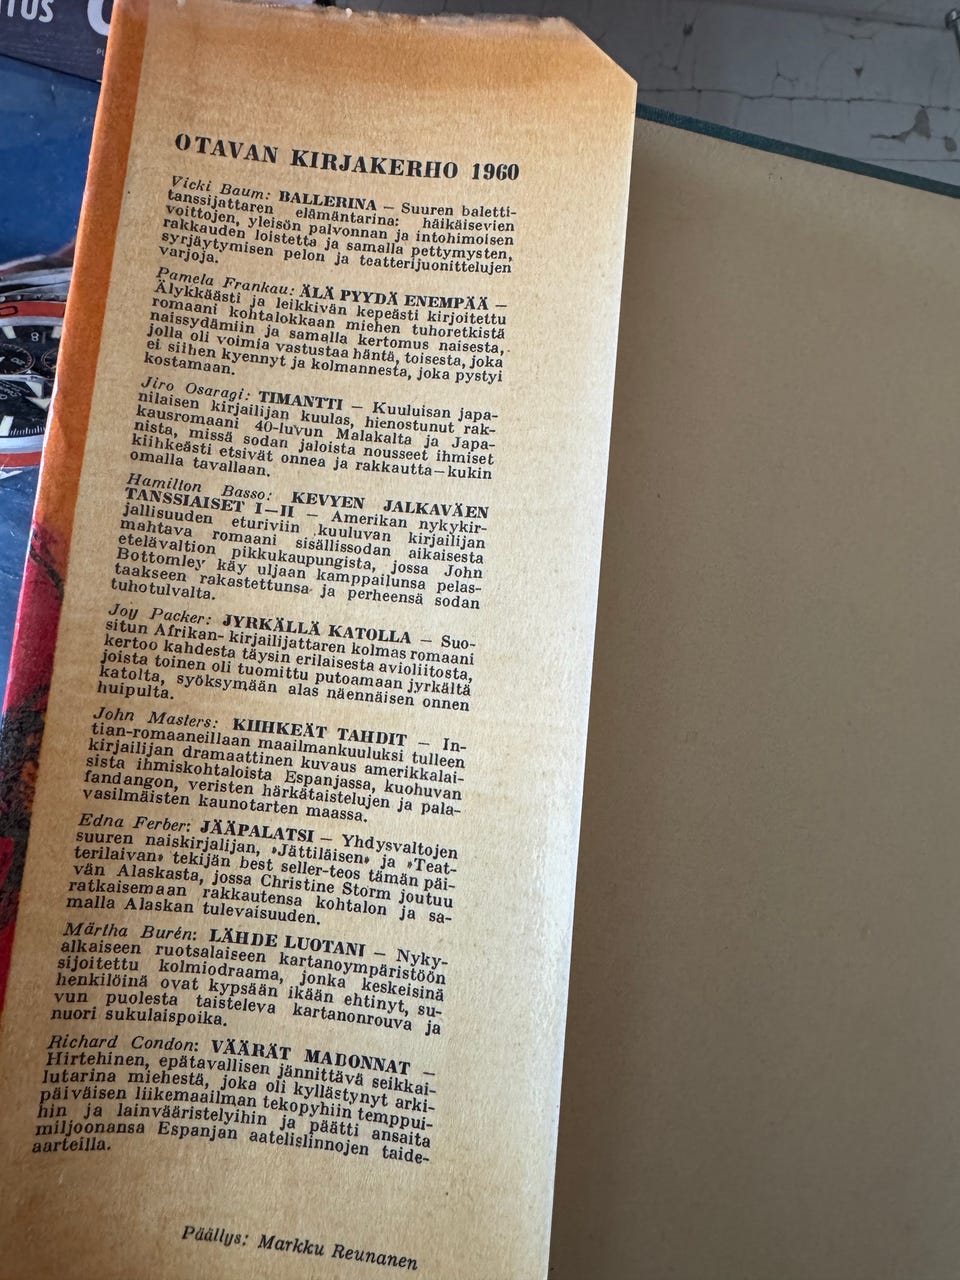 OTAVAN KIRJAKERHO 1960
Vicki Baum: BALLERINA — Suuren baletti-
tanssijattaren elämäntarina: häikäisevien
voittojen, yleisön palvonnan ja intohimoisen
rakkauden loistetta ja samalla pettymysten,
syrjäytymisen pelon ja teatterijuonittelujen
varjoja.
Pamela Frankau: ÄLÄ PYYDÄ ENEMPÄÄ —
Älykkäästi ja leikkivän kepeästi kirjoitettu
romaani kohtalokkaan miehen tuhoretkistä
naissydämiin ja samalla kertomus naisesta,
jolla oli voimia vastustaa häntä, toisesta, joka
ei siihen kyennyt ja kolmannesta, joka pystyi
kostamaan.
Jiro Osaragi: TIMANTTI — Kuuluisan japa-
nilaisen kirjailijan kuulas, hienostunut rak-
kausromaani 40-luvun Malakalta ja Japa-
nista, missä sodan jaloista nousseet ihmiset
kiihkeästi etsivät onnea ja rakkautta — kukin
omalla tavallaan.
Hamilton Basso: KEVYEN JALKAVÄEN
TANSSIAISET I—II — Amerikan nykykir-
jallisuuden eturiviin kuuluvan kirjailijan
mahtava romaani sisällissodan aikaisesta
etelävaltion pikkukaupungista, jossa John
Bottomley käy uljaan kamppailunsa pelas-
taakseen rakastettunsa ja perheensä sodan
tuhotulvalta.
Joy Packer: JYRKÄLLÄ KATOLLA — Suo-
situn Afrikan-kirjailijattaren kolmas romaani
kertoo kahdesta täysin erilaisesta avioliitosta,
joista toinen oli tuomittu putoamaan jyrkältä
katolta, syöksymään alas näennäisen onnen
huipulta.
John Masters: KIIHKEÄT TAHDIT — In-
tian-romaaneillaan maailmankuuluksi tulleen
kirjailijan dramaattinen kuvaus amerikkalai-
sista ihmiskohtaloista Espanjassa, kuohuvan
fandangon, veristen härkätaistelujen ja pala-
vasilmäisten kaunotarten maassa.
Edna Ferber: JÄÄPALATSI — Yhdysvaltojen
suuren naiskirjalijan, »Jättiläisen» ja »Teat-
terilaivan» tekijän best seller-teos tämän päi-
vän Alaskasta, jossa Christine Storm joutuu
ratkaisemaan rakkautensa kohtalon ja sa-
malla Alaskan tulevaisuuden.
Märtha Burén: LÄHDE LUOTANI — Nyky-
aikaiseen ruotsalaiseen kartanoympäristöön
sijoitettu kolmiodraama, jonka keskeisinä
henkilöinä ovat kypsään ikään ehtinyt, su-
vun puolesta taisteleva kartanonrouva ja
nuori sukulaispoika.
Richard Condon: VÄÄRÄT MADONNAT —
Hirtehinen, epätavallisen jännittävä seikkai-
lutarina miehestä, joka oli kyllästynyt arki-
päiväisen liikemaailman tekopyhiin temppui-
hin ja lainvääristelyihin ja päätti ansaita
miljoonansa Espanjan aatelislinnojen taide-
aarteilla.
Päällys: Markku Reunanen